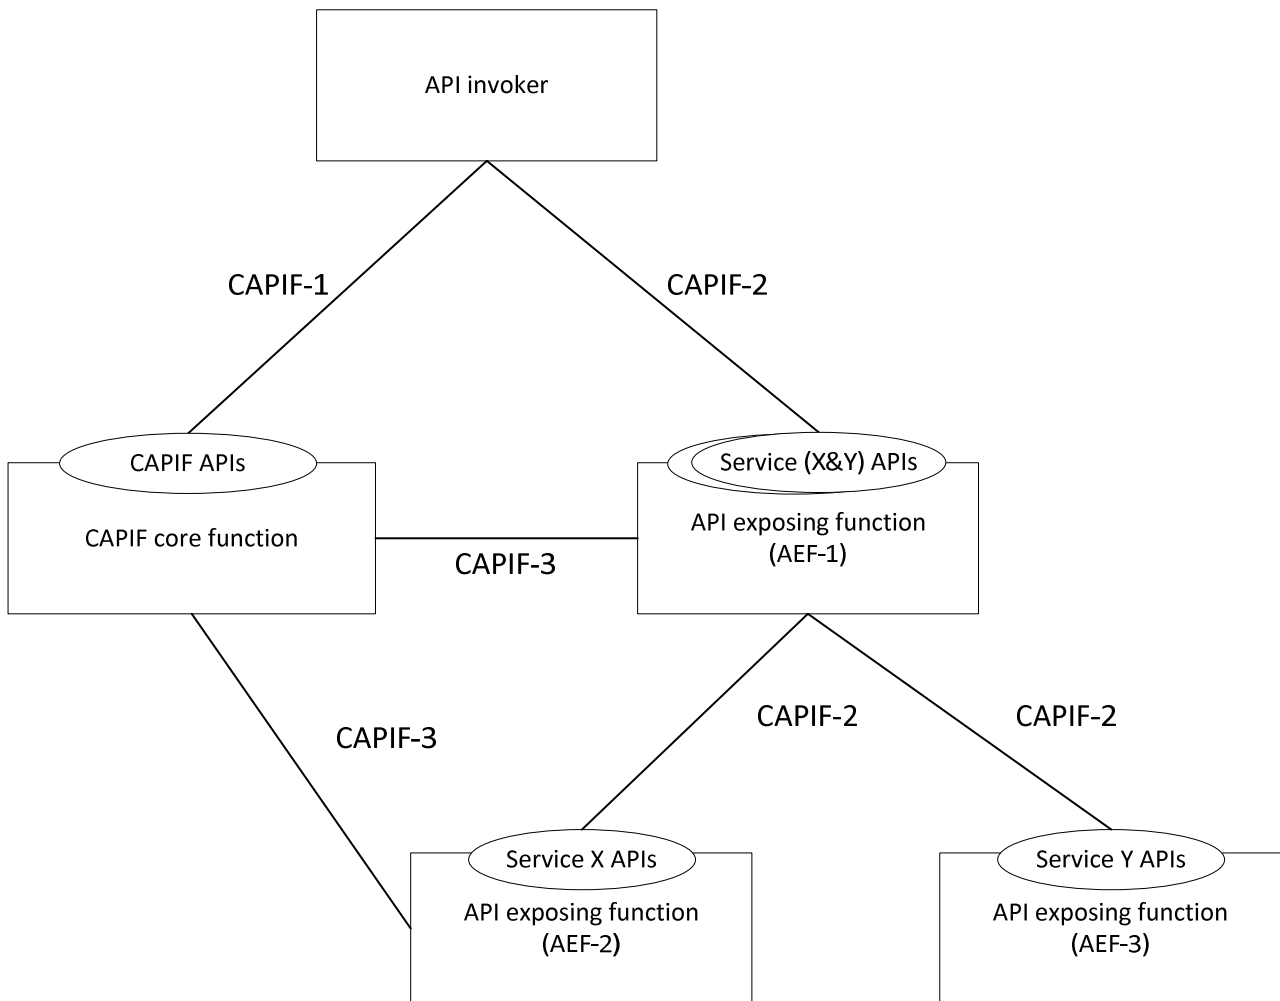 API invoker
CAPIF-1
CAPIF-2
CAPIF APIs
Service (X&Y) APIs
CAPIF core function
API exposing function
(AEF-1)
CAPIF-3
CAPIF-3
CAPIF-2
CAPIF-2
Service X APIs
Service Y APIs
API exposing function
(AEF-2)
API exposing function
(AEF-3)